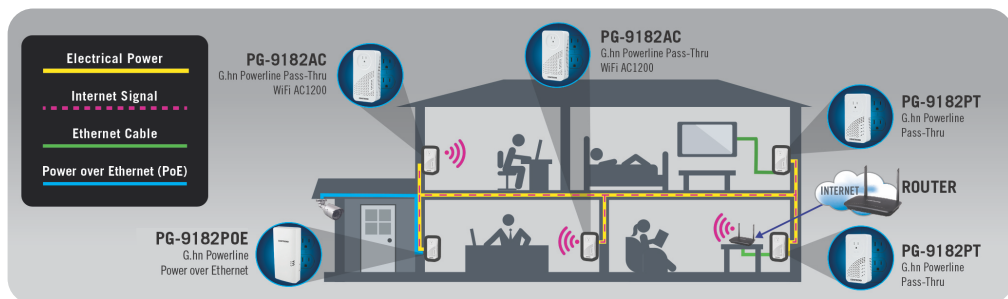 Electrical Power
Internet Signal
Ethernet Cable
Power over Ethernet (PoE)
PG-9182AC
G.hn Powerline Pass-Thru
WiFi AC1200
PG-9182AC
G.hn Powerline Pass-Thru
WiFi AC1200
PG-9182PT
G.hn Powerline
Pass-Thru
INTERNET
ROUTER
PG-9182POE
G.hn Powerline
Power over Ethernet
PG-9182PT
G.hn Powerline
Pass-Thru